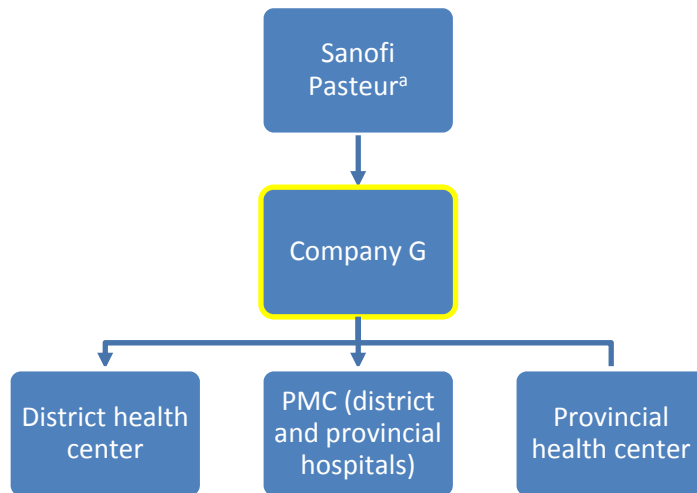 Sanofi
Pasteurª
Company G
District health
center
PMC (district
and provincial
hospitals)
Provincial
health center